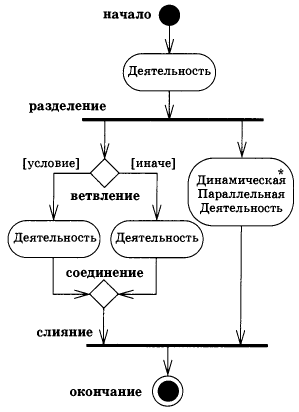 начало
Деятельность
разделение
[условие] [иначе]
ветвление
*
Динамическая
Параллельная
Деятельность
Деятельность Деятельность
соединение
слияние
окончание